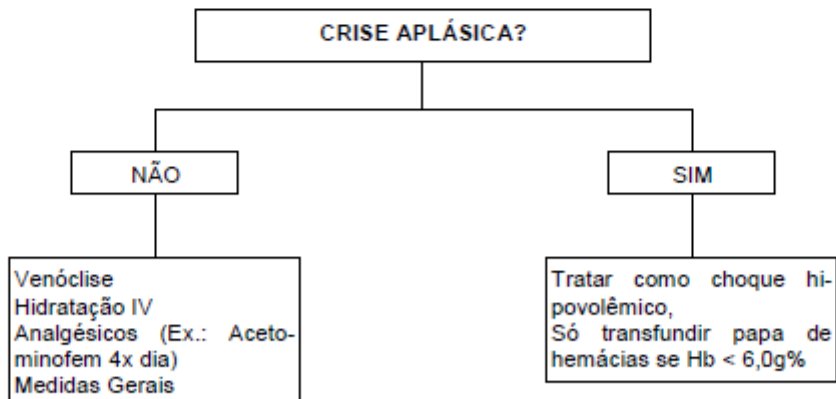 CRISE APLÁSICA?
NÃO
SIM
Venóclise
Hidratação IV
Analgésicos (Ex.: Aceto-
minofem 4x dia)
Medidas Gerais
Tratar como choque hi-
povolêmico,
Só transfundir papa de
hemácias se Hb < 6,0g%